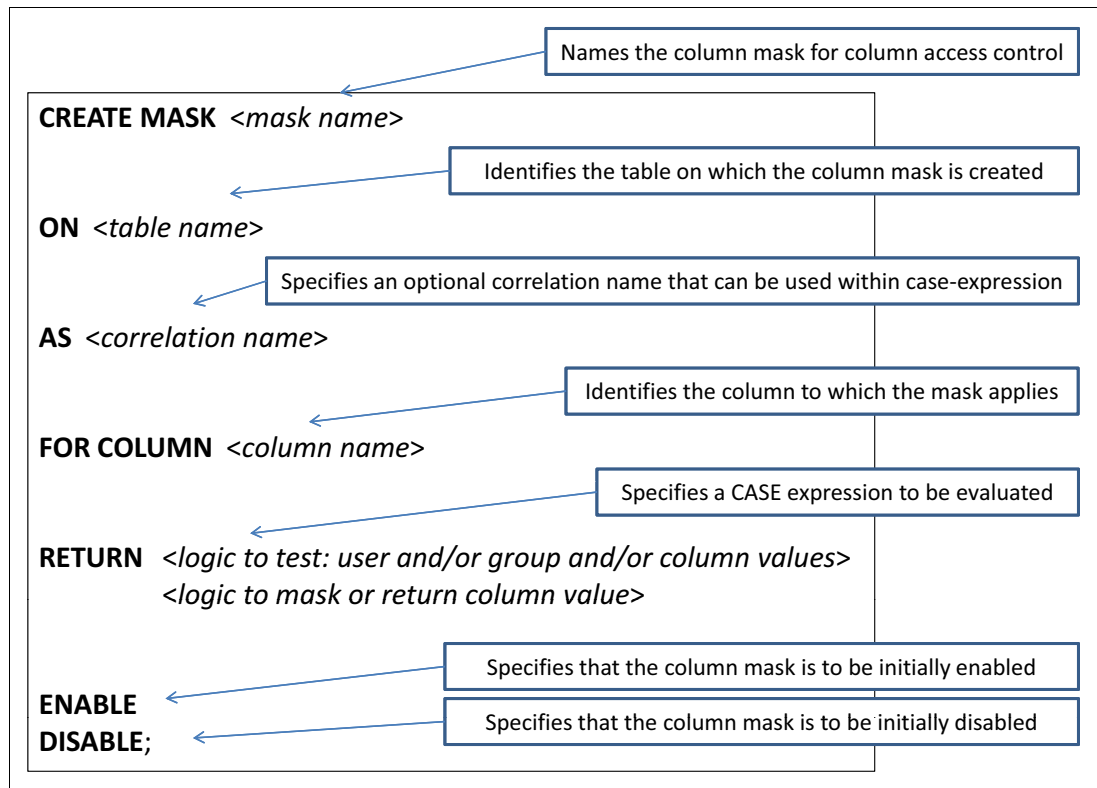 Names the column mask for column access control
CREATE MASK <mask name>
Identifies the table on which the column mask is created
ON <table name>
Specifies an optional correlation name that can be used within case-expression
AS <correlation name>
Identifies the column to which the mask applies
FOR COLUMN <column name>
Specifies a CASE expression to be evaluated
RETURN <logic to test: user and/or group and/or column values>
<logic to mask or return column value>
Specifies that the column mask is to be initially enabled
ENABLE
Specifies that the column mask is to be initially disabled
DISABLE;